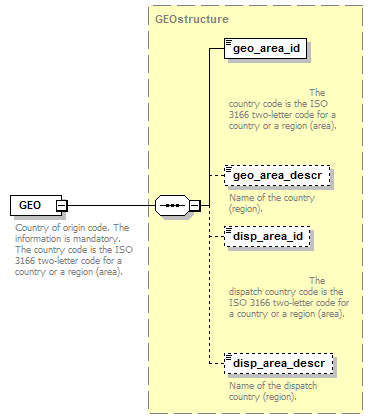 GEOstructure
geo_area_id
The
country code is the ISO
3166 two-letter code for a
country or a region (area).
geo_area_descr
Name of the country
(region).
GEO
Country of origin code. The
information is mandatory.
The country code is the ISO
3166 two-letter code for a
country or a region (area).
disp_area_id
The
dispatch country code is the
ISO 3166 two-letter code for
a country or a region (area).
disp_area_descr
Name of the dispatch
country (region).